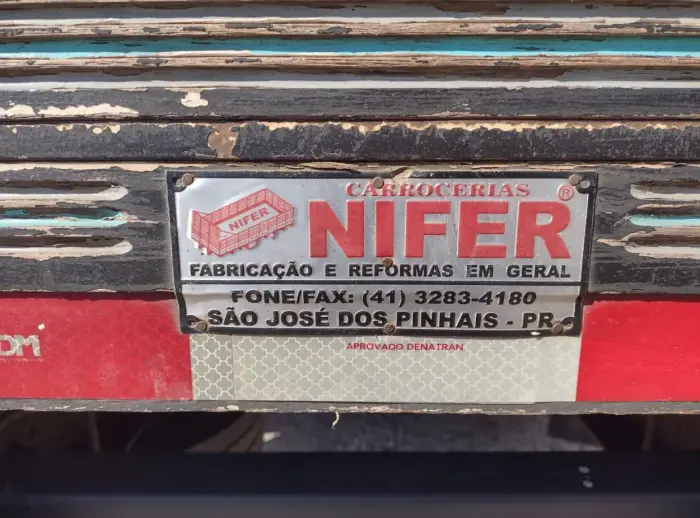 CARROCERIAS ®
NIFER
NIFER
FABRICAÇÃO E REFORMAS EM GERAL
FONE/FAX: (41) 3283-4180
SÃO JOSÉ DOS PINHAIS - PR
APROVADO DENATRAN
DM